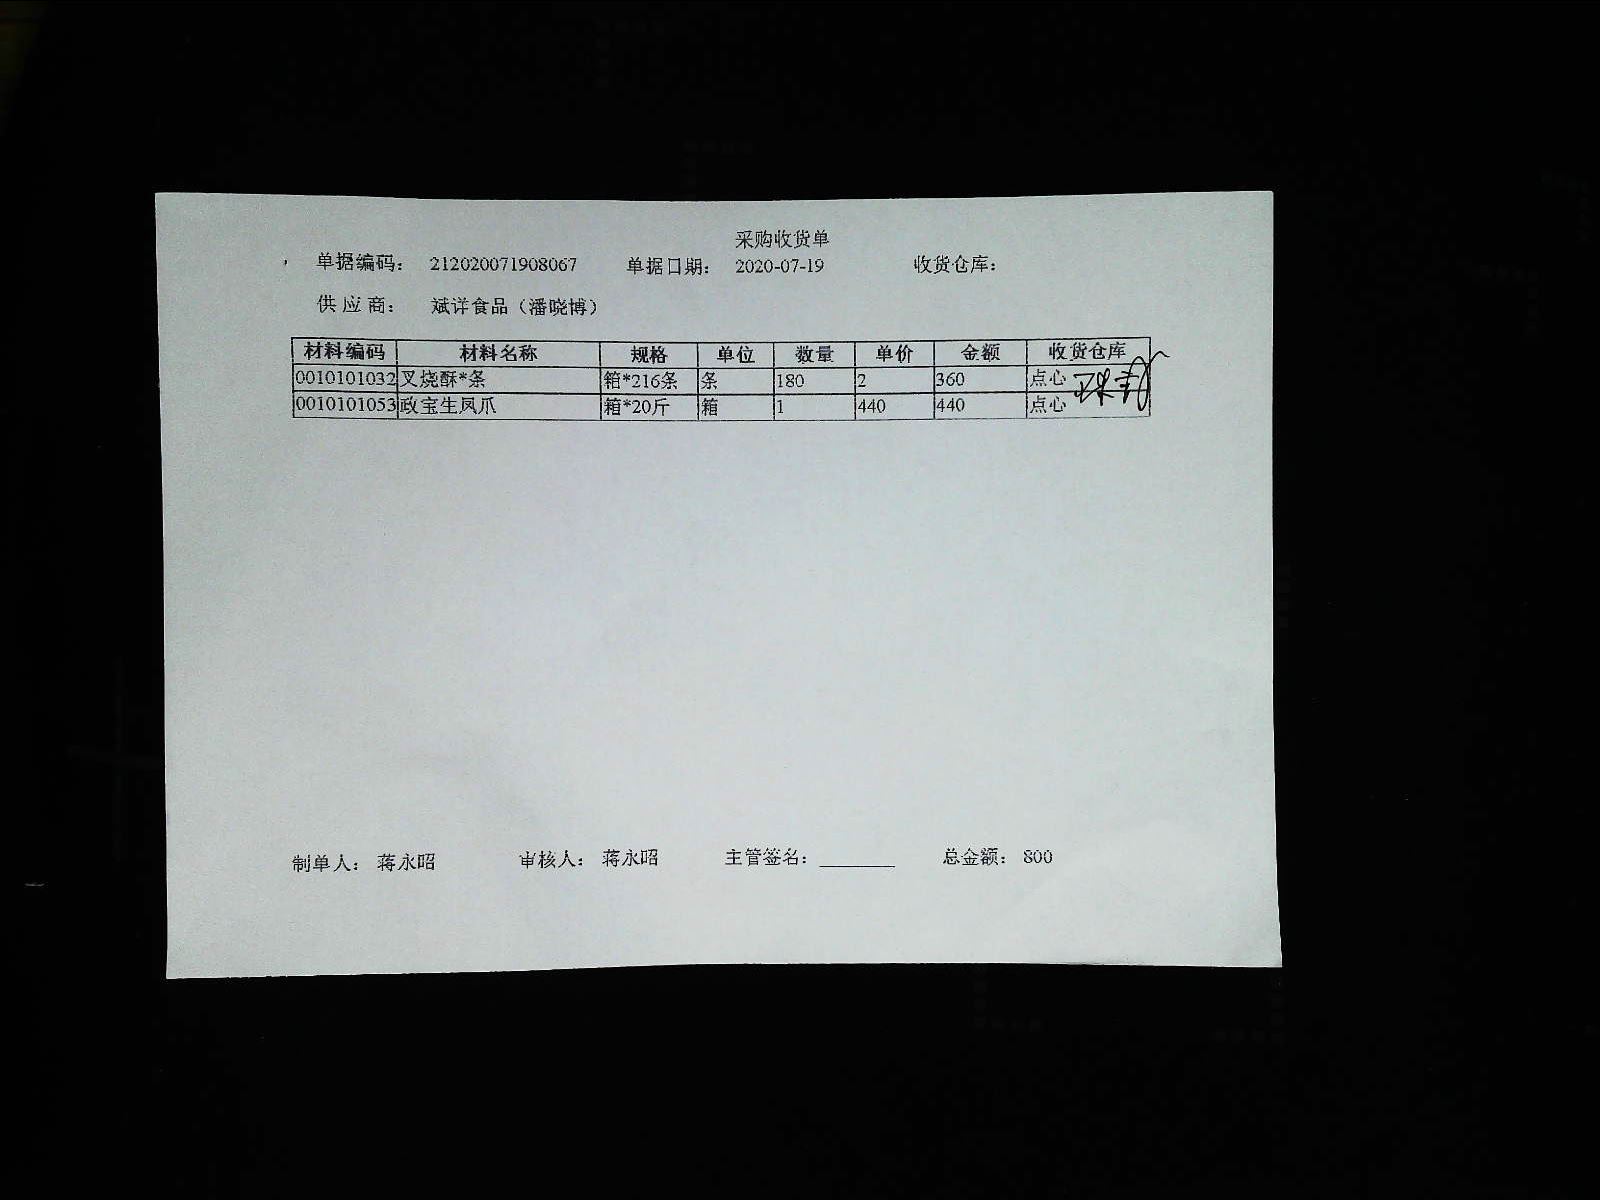 采购收货单
单据编码： 212020071908067 单据日期： 2020-07-19 收货仓库：
供 应 商： 斌详食品（潘晓博）
材料编码 材料名称 规格 单位 数量 单价 金额 收货仓库
0010101032 叉烧酥*条 箱*216条 条 180 2 360 点心
0010101053 政宝生凤爪 箱*20斤 箱 1 440 440 点心
制单人： 蒋永昭 审核人： 蒋永昭 主管签名：________ 总金额： 800